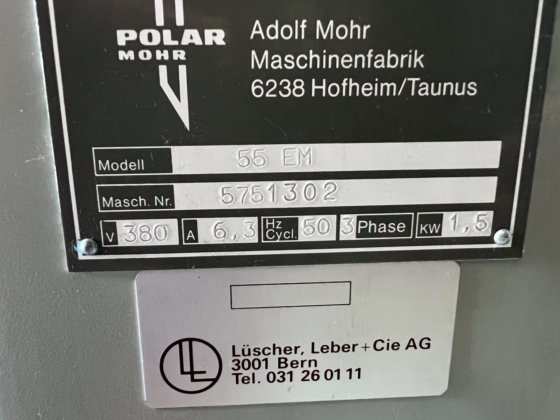 POLAR
MOHR
Adolf Mohr
Maschinenfabrik
6238 Hofheim/Taunus
Modell 55 EM
Masch. Nr. 5751302
V 380 A 6,3 Hz Cycl. 50 3 Phase KW 1,5
LL
Lüscher, Leber + Cie AG
3001 Bern
Tel. 031 26 01 11